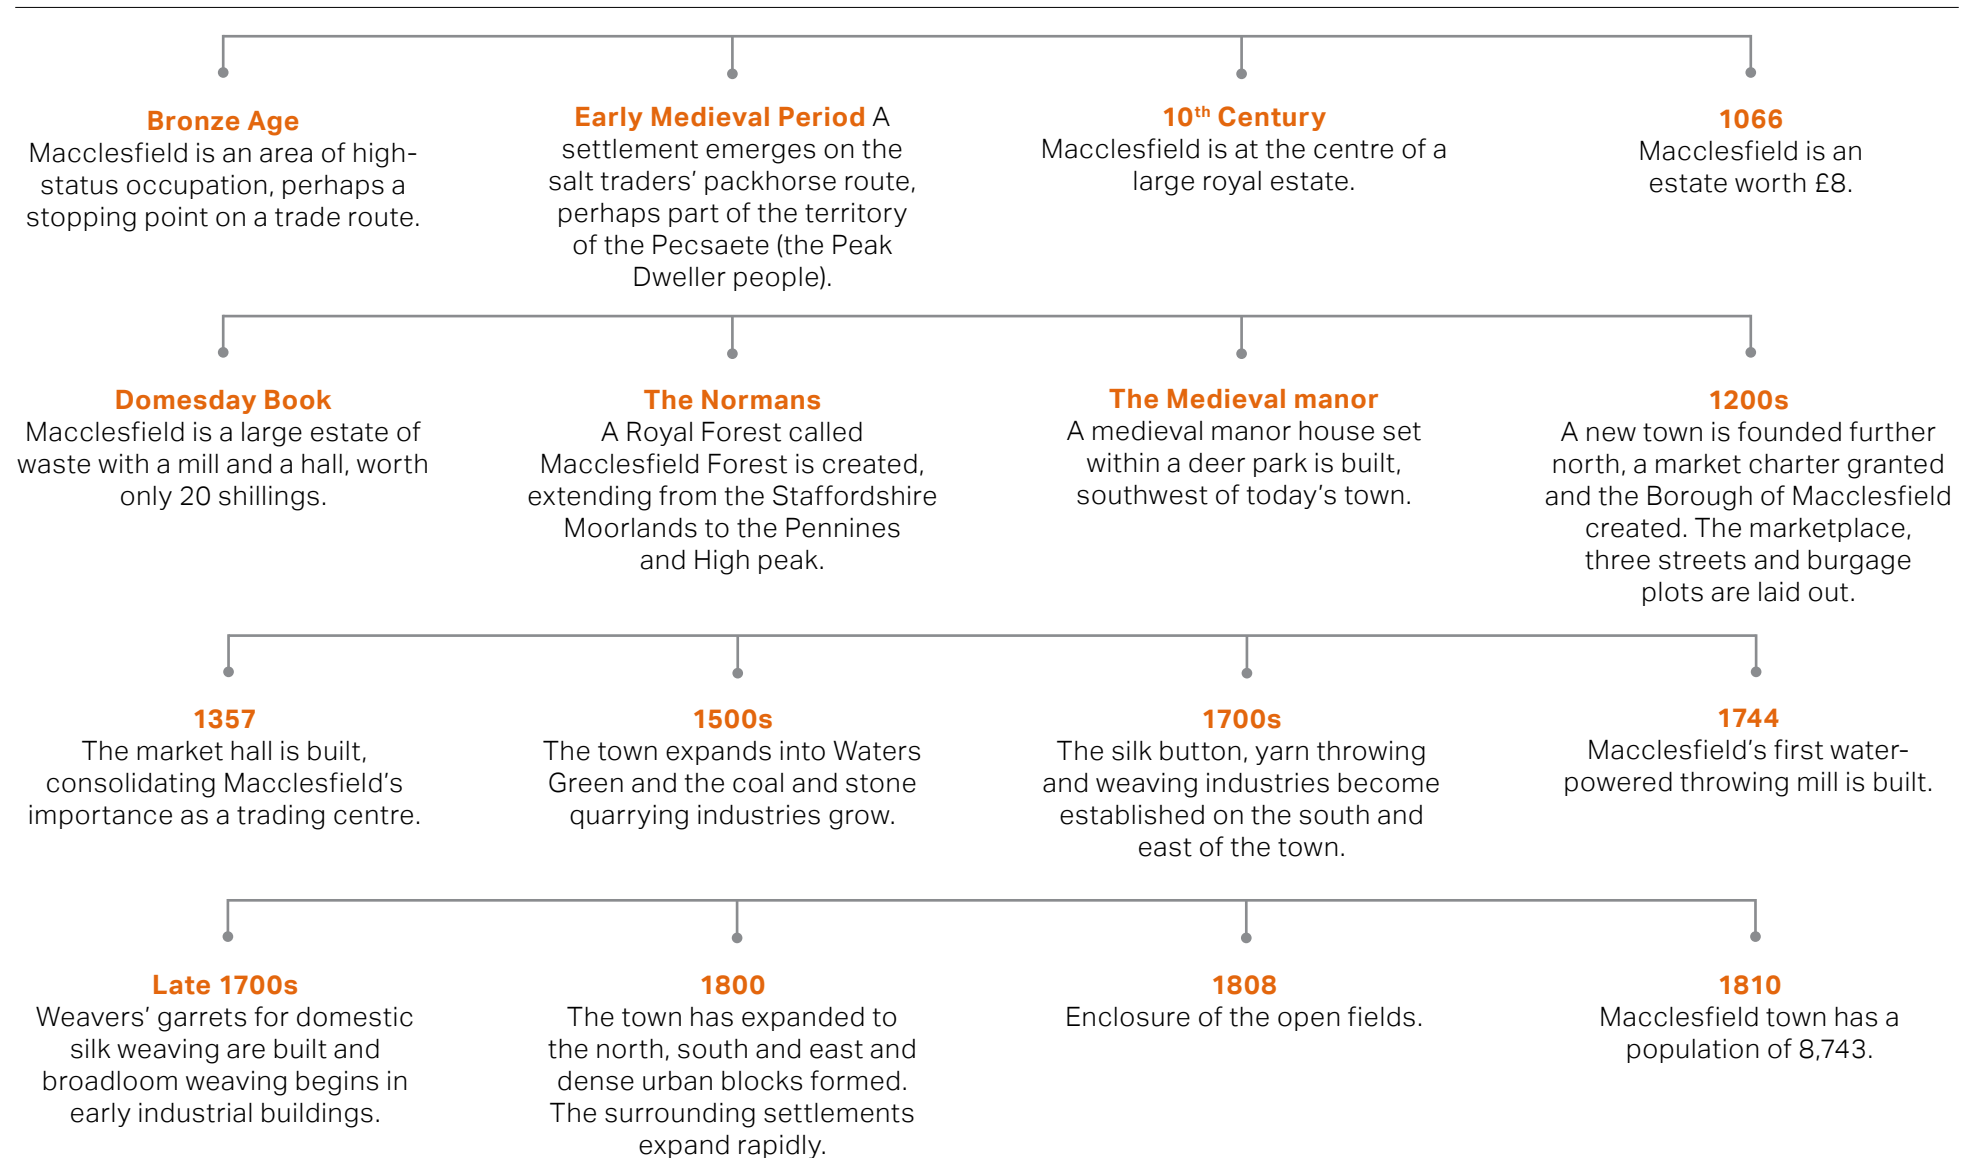 Bronze Age
Macclesfield is an area of high-
status occupation, perhaps a
stopping point on a trade route.
Early Medieval Period A
settlement emerges on the
salt traders’ packhorse route,
perhaps part of the territory
of the Pecsaete (the Peak
Dweller people).
10th Century
Macclesfield is at the centre of a
large royal estate.
1066
Macclesfield is an
estate worth £8.
Domesday Book
Macclesfield is a large estate of
waste with a mill and a hall, worth
only 20 shillings.
The Normans
A Royal Forest called
Macclesfield Forest is created,
extending from the Staffordshire
Moorlands to the Pennines
and High peak.
The Medieval manor
A medieval manor house set
within a deer park is built,
southwest of today’s town.
1200s
A new town is founded further
north, a market charter granted
and the Borough of Macclesfield
created. The marketplace,
three streets and burgage
plots are laid out.
1357
The market hall is built,
consolidating Macclesfield’s
importance as a trading centre.
1500s
The town expands into Waters
Green and the coal and stone
quarrying industries grow.
1700s
The silk button, yarn throwing
and weaving industries become
established on the south and
east of the town.
1744
Macclesfield’s first water-
powered throwing mill is built.
Late 1700s
Weavers’ garrets for domestic
silk weaving are built and
broadloom weaving begins in
early industrial buildings.
1800
The town has expanded to
the north, south and east and
dense urban blocks formed.
The surrounding settlements
expand rapidly.
1808
Enclosure of the open fields.
1810
Macclesfield town has a
population of 8,743.